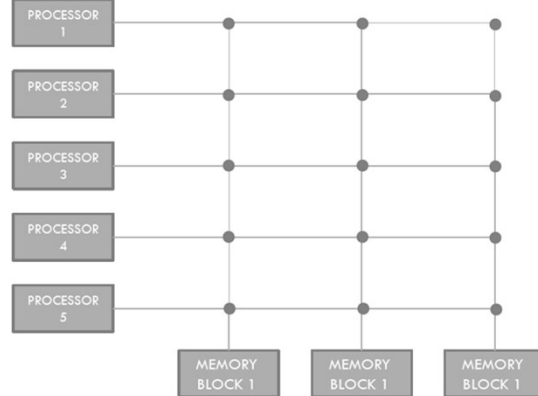 PROCESSOR
1
PROCESSOR
2
PROCESSOR
3
PROCESSOR
4
PROCESSOR
5
MEMORY
BLOCK 1
MEMORY
BLOCK 1
MEMORY
BLOCK 1